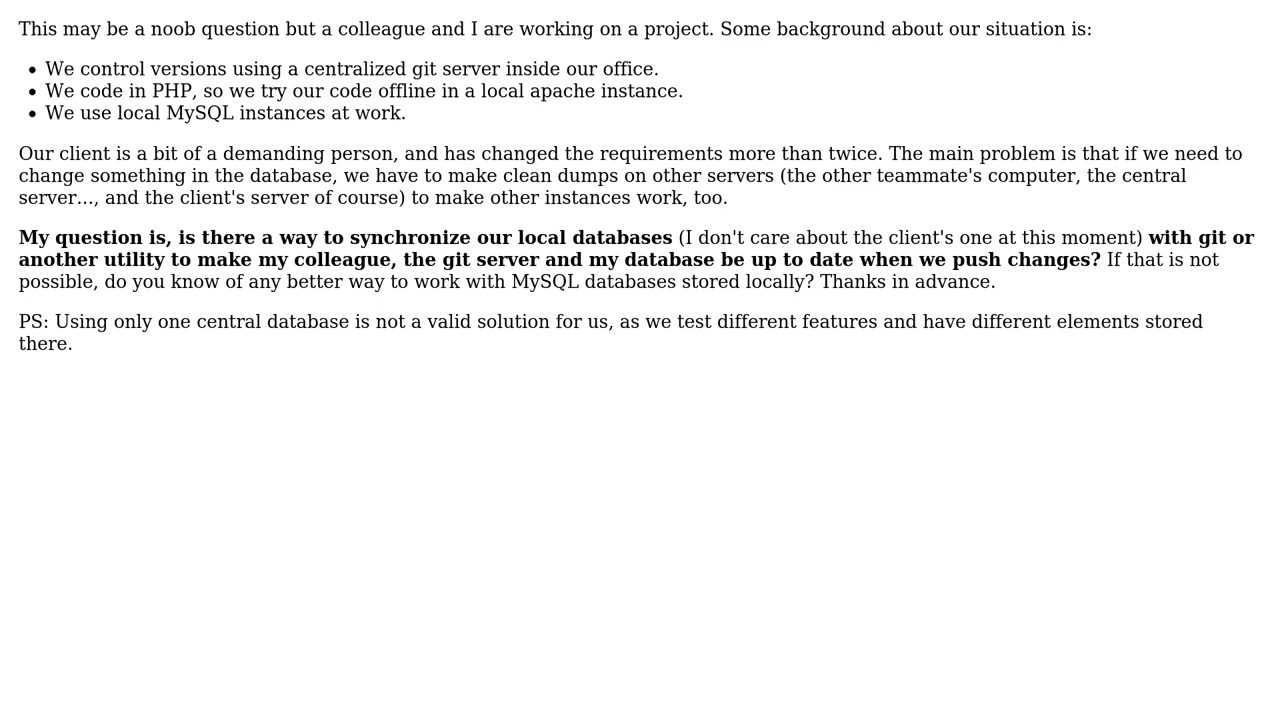 This may be a noob question but a colleague and I are working on a project. Some background about our situation is:
• We control versions using a centralized git server inside our office.
• We code in PHP, so we try our code offline in a local apache instance.
• We use local MySQL instances at work.
Our client is a bit of a demanding person, and has changed the requirements more than twice. The main problem is that if we need to
change something in the database, we have to make clean dumps on other servers (the other teammate's computer, the central
server..., and the client's server of course) to make other instances work, too.
My question is, is there a way to synchronize our local databases (I don't care about the client's one at this moment) with git or
another utility to make my colleague, the git server and my database be up to date when we push changes? If that is not
possible, do you know of any better way to work with MySQL databases stored locally? Thanks in advance.
PS: Using only one central database is not a valid solution for us, as we test different features and have different elements stored
there.